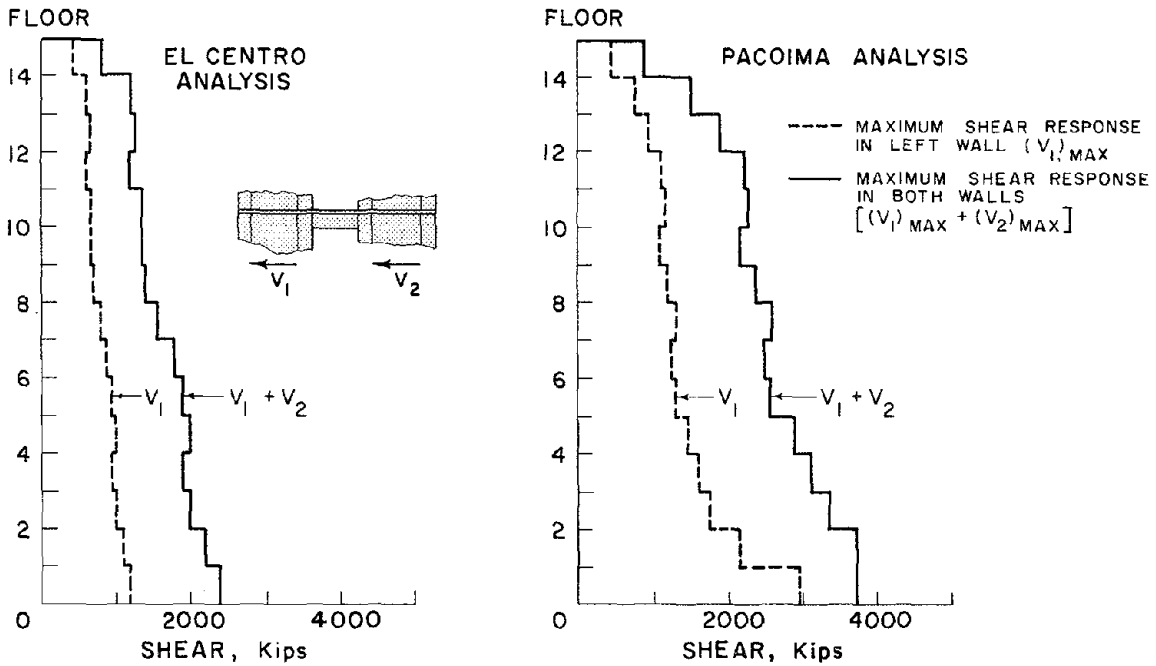 FLOOR
EL CENTRO
ANALYSIS
14
12
10
8
6
4
2
0
V1
V2
V1
V1 + V2
2000
4000
SHEAR, Kips
FLOOR
PACOIMA ANALYSIS
MAXIMUM SHEAR RESPONSE
IN LEFT WALL (V1)MAX
MAXIMUM SHEAR RESPONSE
IN BOTH WALLS
[(V1)MAX + (V2)MAX]
14
12
10
8
6
4
2
0
V1
V1 + V2
2000
4000
SHEAR, Kips